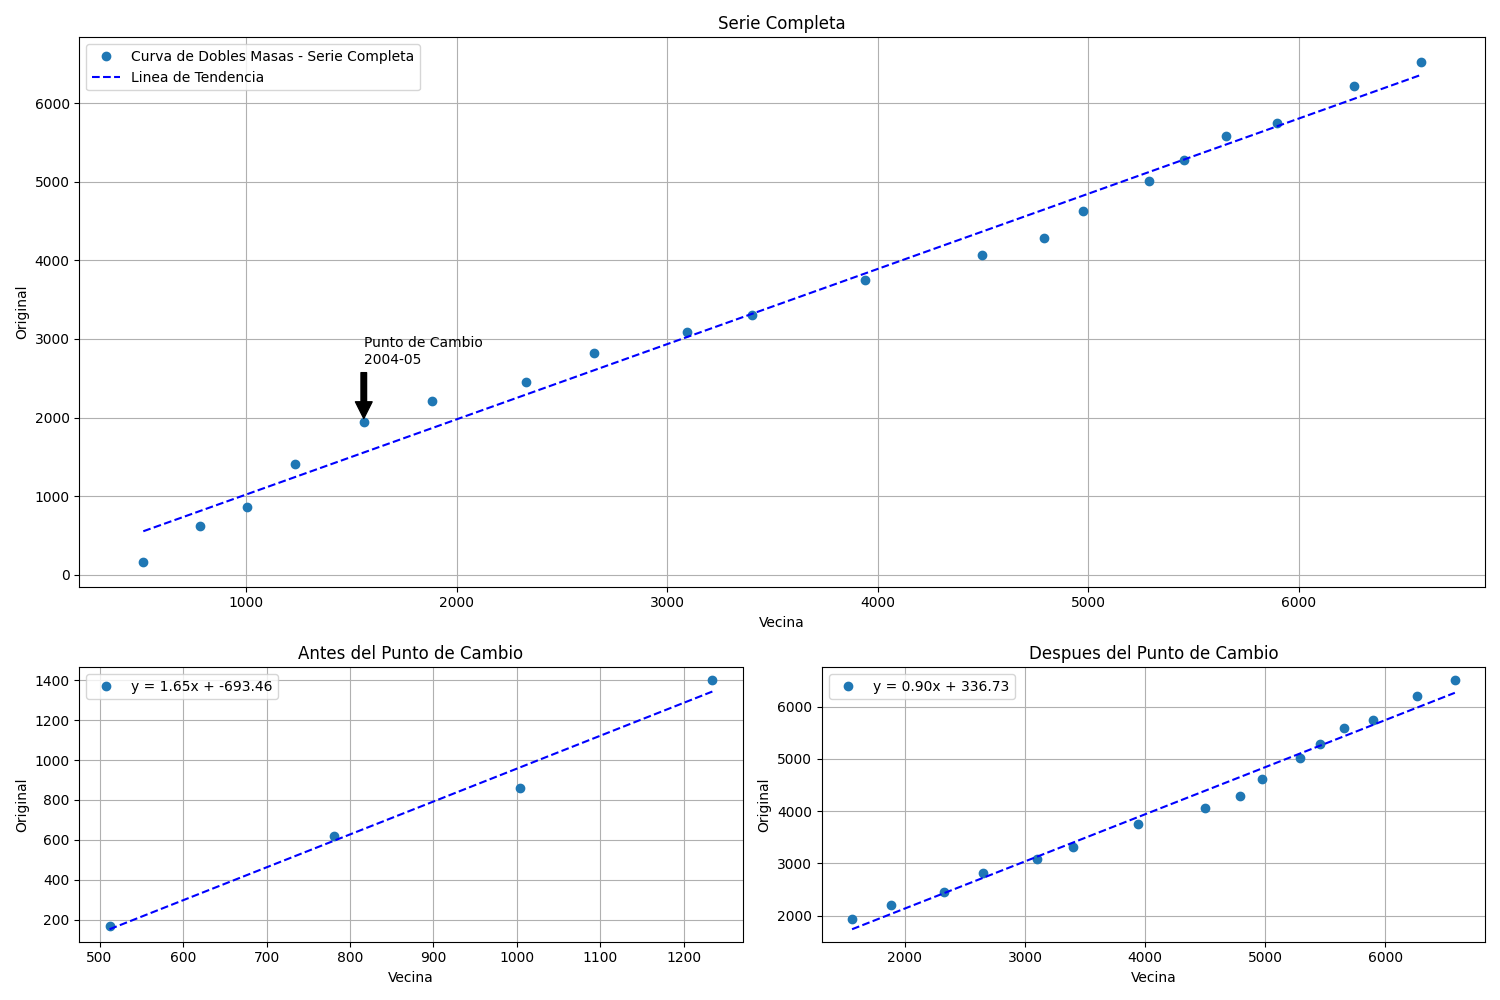 Serie Completa
Curva de Dobles Masas - Serie Completa
Linea de Tendencia
Original
6000
5000
4000
3000
2000
1000
0
Punto de Cambio
2004-05
1000 2000 3000 4000 5000 6000
Vecina
Antes del Punto de Cambio
y = 1.65x + -693.46
Original
1400
1200
1000
800
600
400
200
500 600 700 800 900 1000 1100 1200
Vecina
Despues del Punto de Cambio
y = 0.90x + 336.73
Original
6000
5000
4000
3000
2000
2000 3000 4000 5000 6000
Vecina